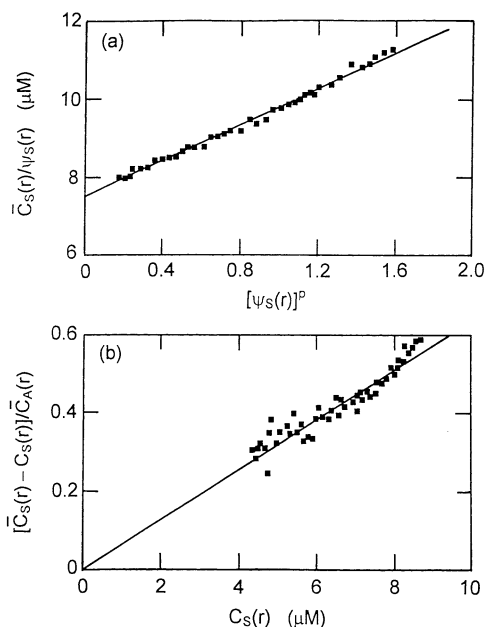 (a)
12
10
8
6
C̄S(r)/ψS(r) (μM)
0 0.4 0.8 1.2 1.6 2.0
[ψS(r)]ᵖ
(b)
0.6
0.4
0.2
0
[C̄S(r) – CS(r)]/C̄A(r)
0 2 4 6 8 10
CS(r) (μM)